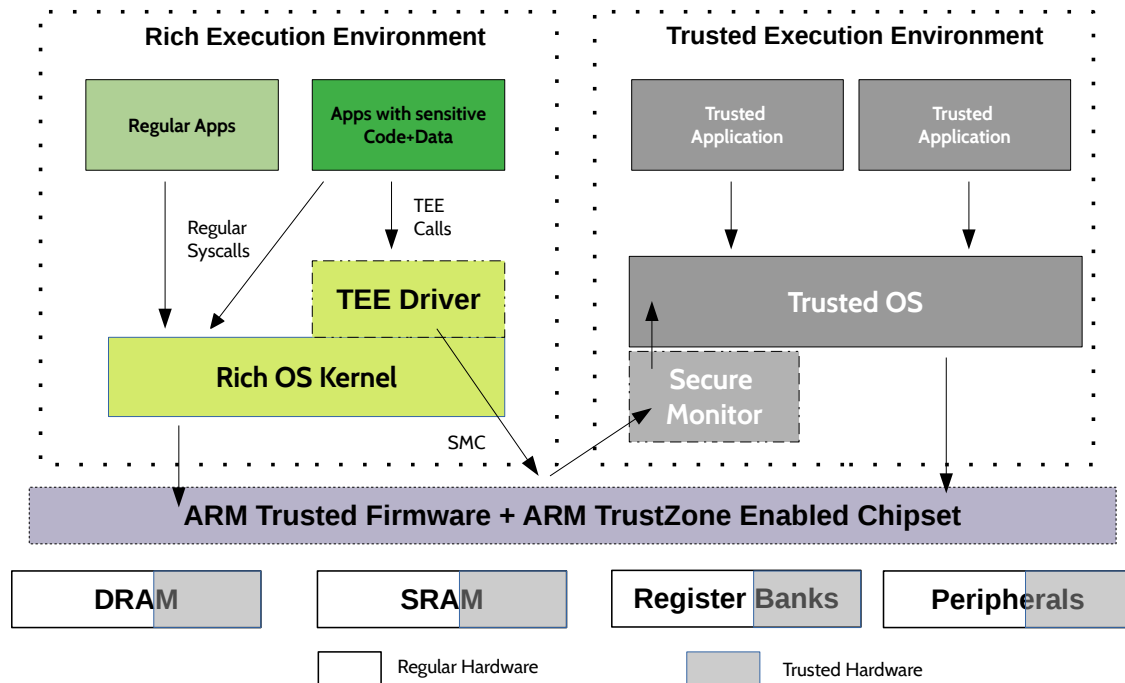 Rich Execution Environment
Trusted Execution Environment
Regular Apps
Apps with sensitive
Code+Data
Trusted
Application
Trusted
Application
Regular
Syscalls
TEE
Calls
TEE Driver
Trusted OS
Rich OS Kernel
Secure
Monitor
SMC
ARM Trusted Firmware + ARM TrustZone Enabled Chipset
DRAM
SRAM
Register Banks
Peripherals
Regular Hardware
Trusted Hardware